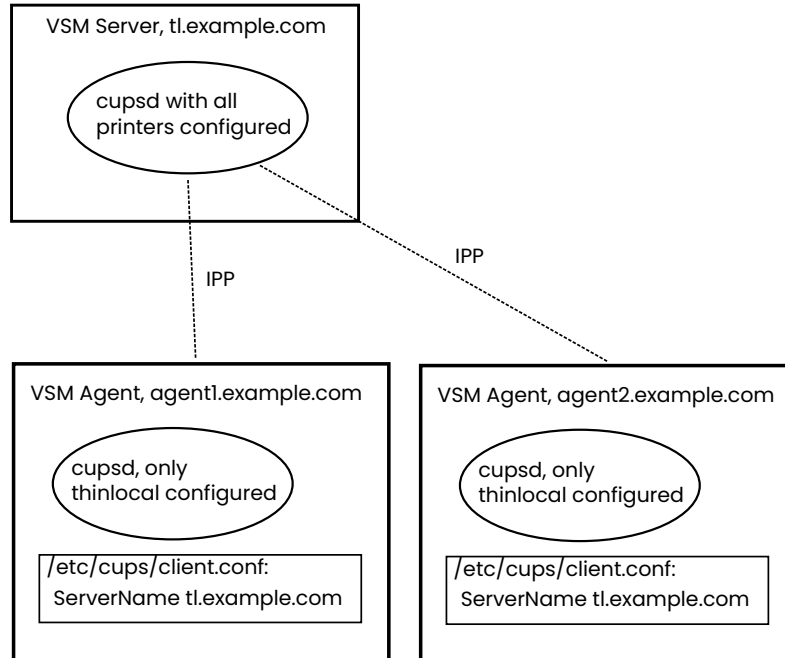 VSM Server, tl.example.com
cupsd with all
printers configured
IPP
IPP
VSM Agent, agent1.example.com
cupsd, only
thinlocal configured
/etc/cups/client.conf:
ServerName tl.example.com
VSM Agent, agent2.example.com
cupsd, only
thinlocal configured
/etc/cups/client.conf:
ServerName tl.example.com